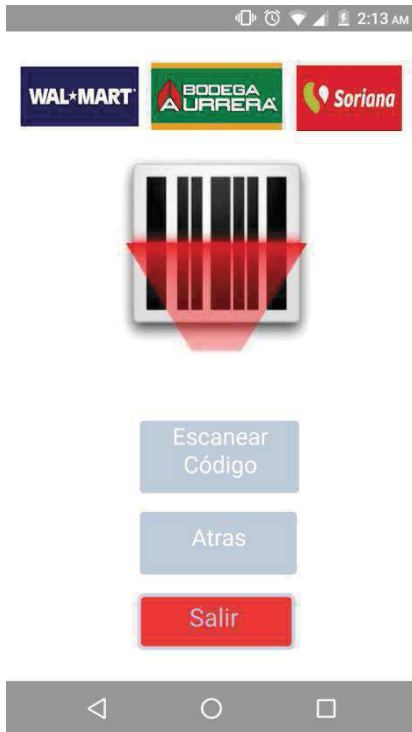 2:13 AM
WAL★MART
BODEGA
AURRERA
Soriana
Escanear
Código
Atras
Salir